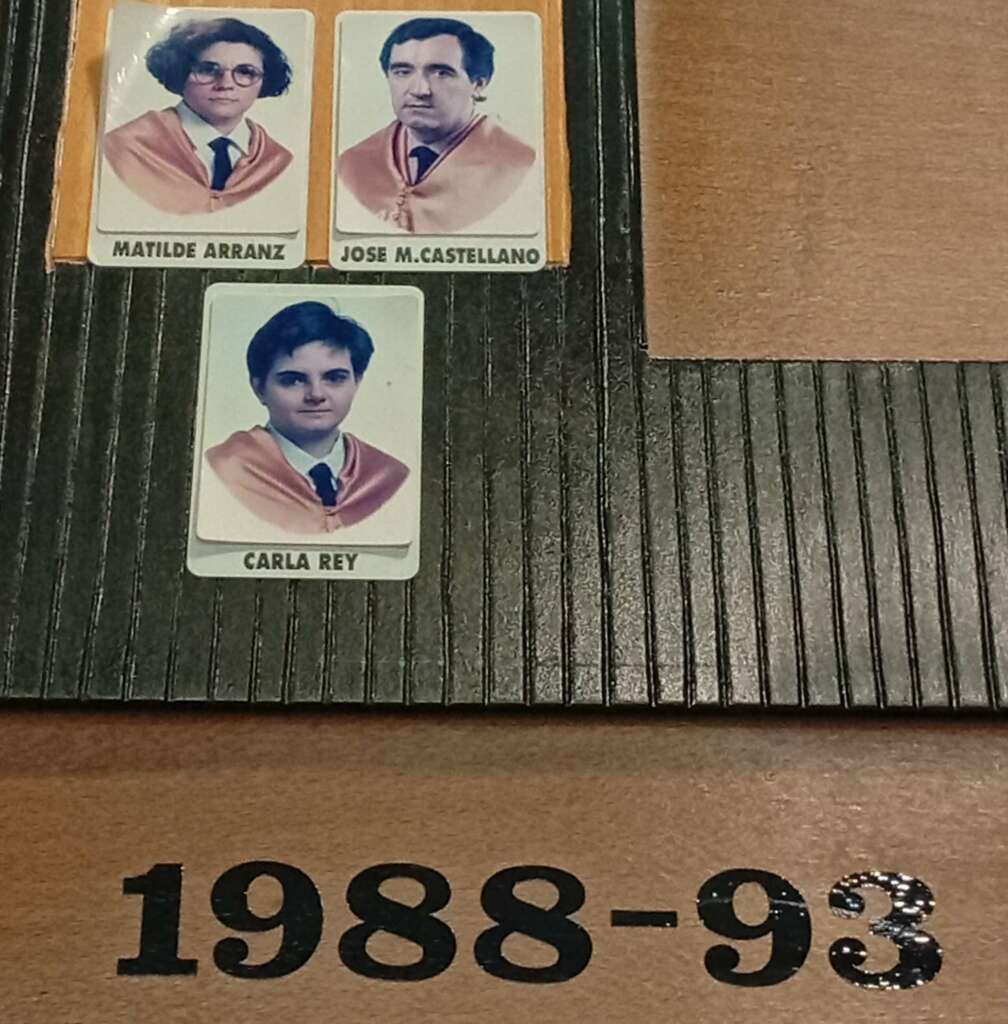 MATILDE ARRANZ
JOSE M.CASTELLANO
CARLA REY
1988-93